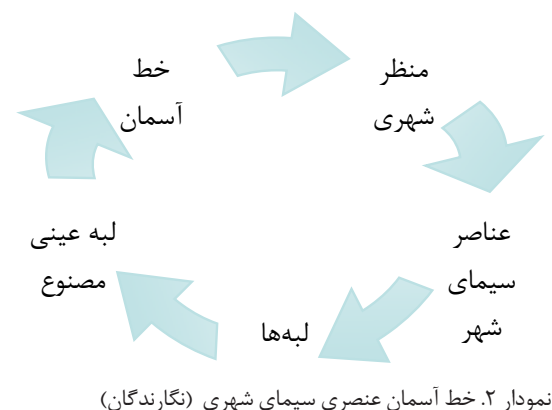 منظر
شهری
عناصر
سیمای
شهر
لبه‌ها
لبه عینی
مصنوع
خط
آسمان
نمودار ۲. خط آسمان عنصری سیمای شهری (نگارندگان)